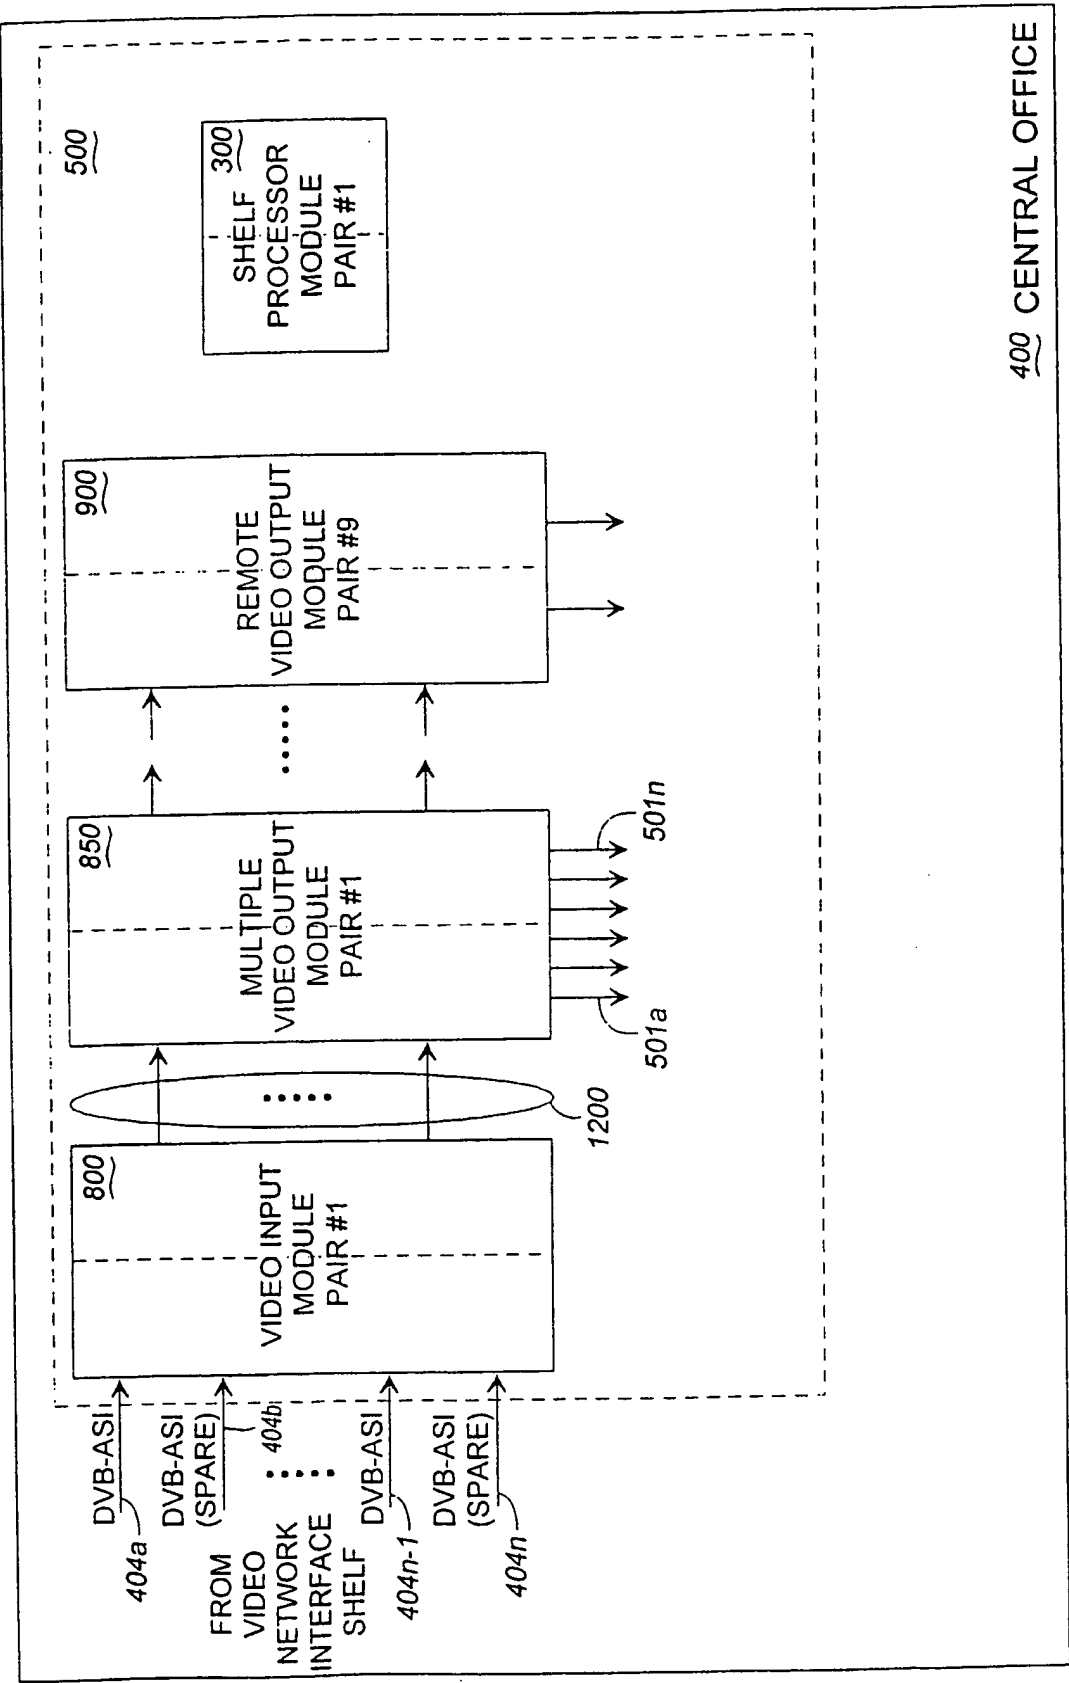 500
300
SHELF
PROCESSOR
MODULE
PAIR #1
900
REMOTE
VIDEO OUTPUT
MODULE
PAIR #9
850
MULTIPLE
VIDEO OUTPUT
MODULE
PAIR #1
501n
501a
1200
800
VIDEO INPUT
MODULE
PAIR #1
DVB-ASI
404a
DVB-ASI
(SPARE)
404b
FROM
VIDEO
NETWORK
INTERFACE
SHELF
DVB-ASI
404n-1
DVB-ASI
(SPARE)
404n
400 CENTRAL OFFICE